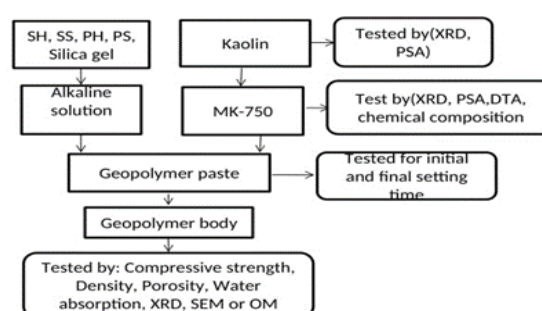 SH, SS, PH, PS,
Silica gel
Kaolin
Tested by(XRD,
PSA)
Alkaline
solution
MK-750
Test by(XRD, PSA,DTA,
chemical composition
Geopolymer paste
Tested for initial
and final setting
time
Geopolymer body
Tested by: Compressive strength,
Density, Porosity, Water
absorption, XRD, SEM or OM